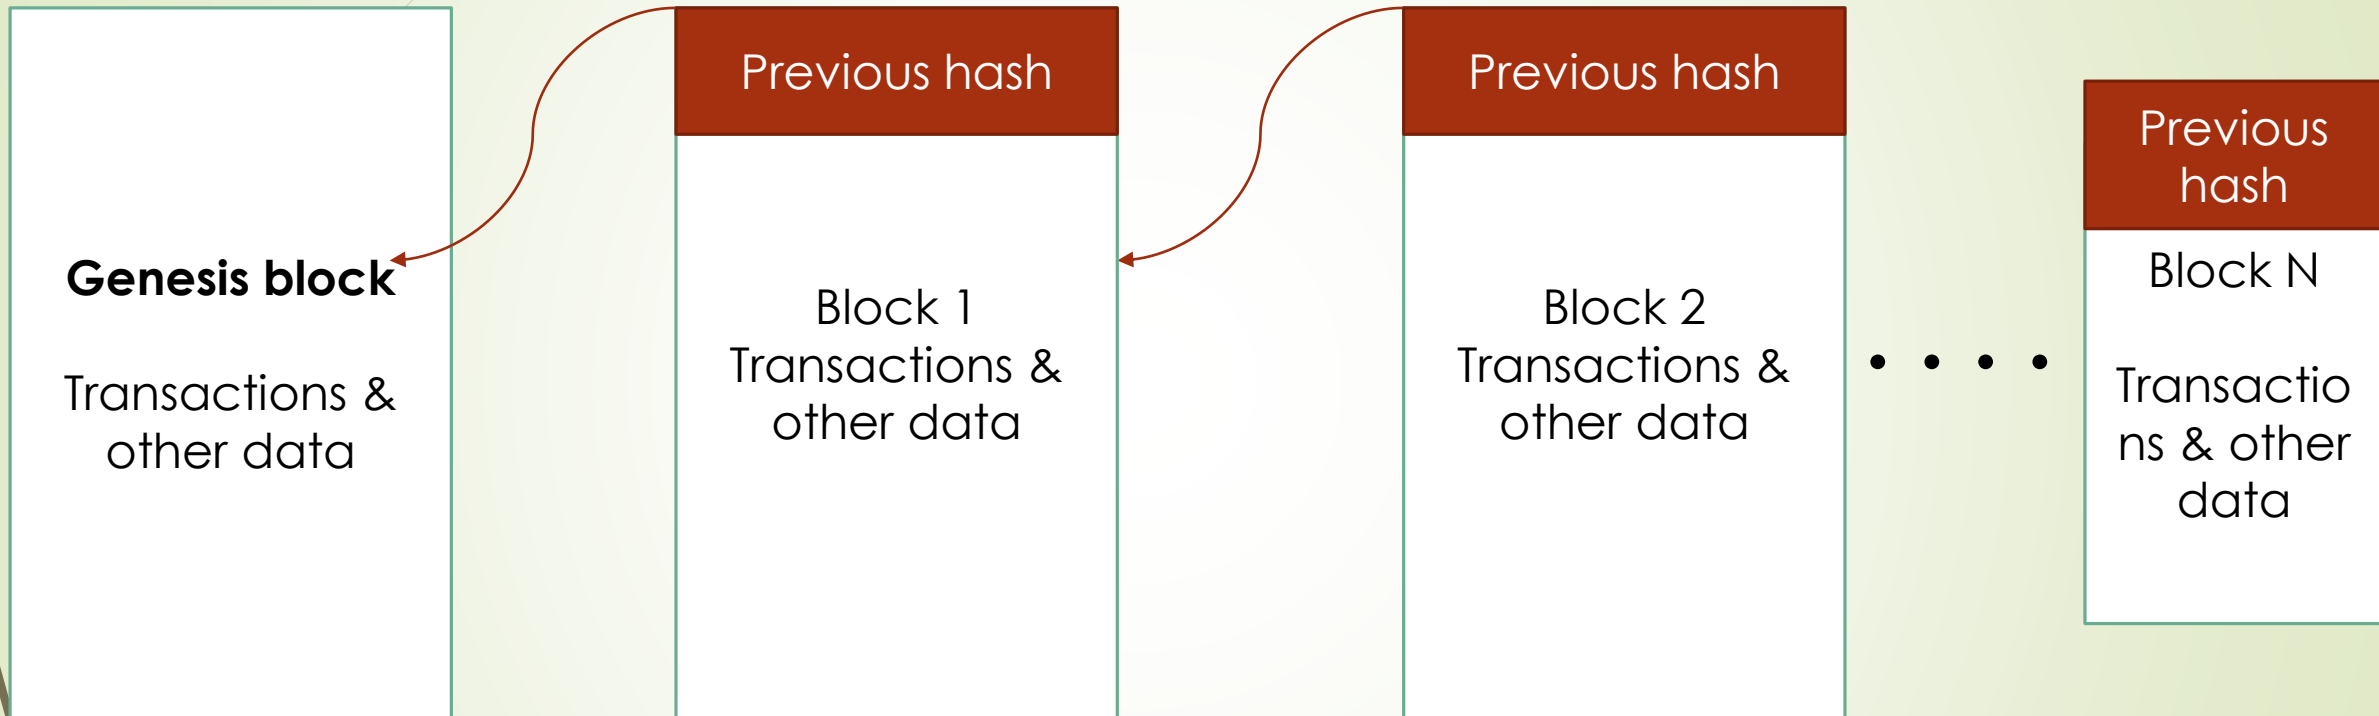 Genesis block
Transactions &
other data
Previous hash
Block 1
Transactions &
other data
Previous hash
Block 2
Transactions &
other data
. . . .
Previous
hash
Block N
Transactio
ns & other
data